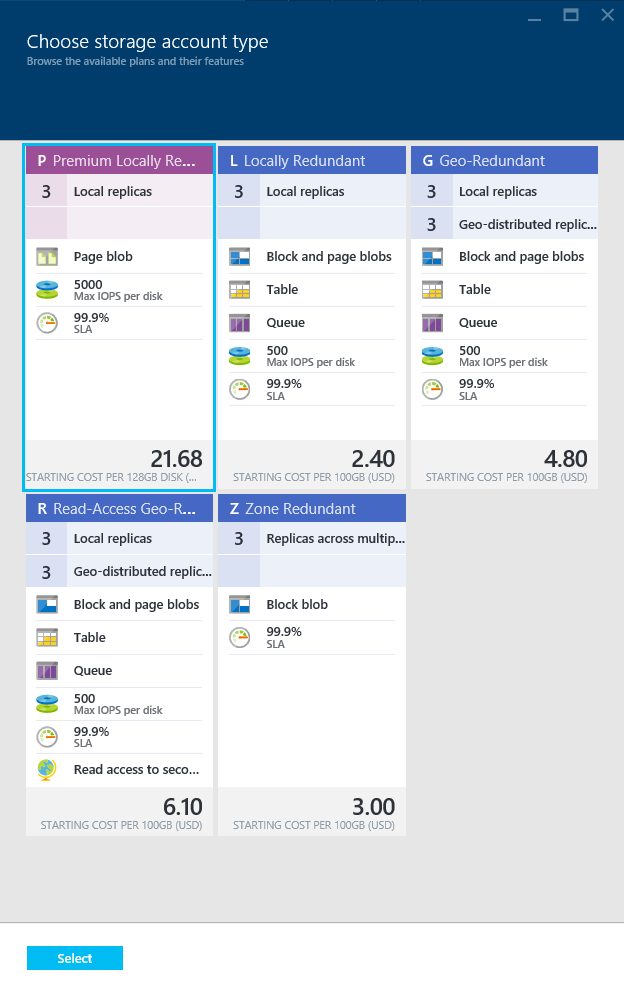 Choose storage account type
Browse the available plans and their features
P Premium Locally Re...
3 Local replicas
Page blob
5000
Max IOPS per disk
99.9%
SLA
21.68
STARTING COST PER 128GB DISK (...
L Locally Redundant
3 Local replicas
Block and page blobs
Table
Queue
500
Max IOPS per disk
99.9%
SLA
2.40
STARTING COST PER 100GB (USD)
G Geo-Redundant
3 Local replicas
3 Geo-distributed replic...
Block and page blobs
Table
Queue
500
Max IOPS per disk
99.9%
SLA
4.80
STARTING COST PER 100GB (USD)
R Read-Access Geo-R...
3 Local replicas
3 Geo-distributed replic...
Block and page blobs
Table
Queue
500
Max IOPS per disk
99.9%
SLA
Read access to seco...
6.10
STARTING COST PER 100GB (USD)
Z Zone Redundant
3 Replicas across multip...
Block blob
99.9%
SLA
3.00
STARTING COST PER 100GB (USD)
Select